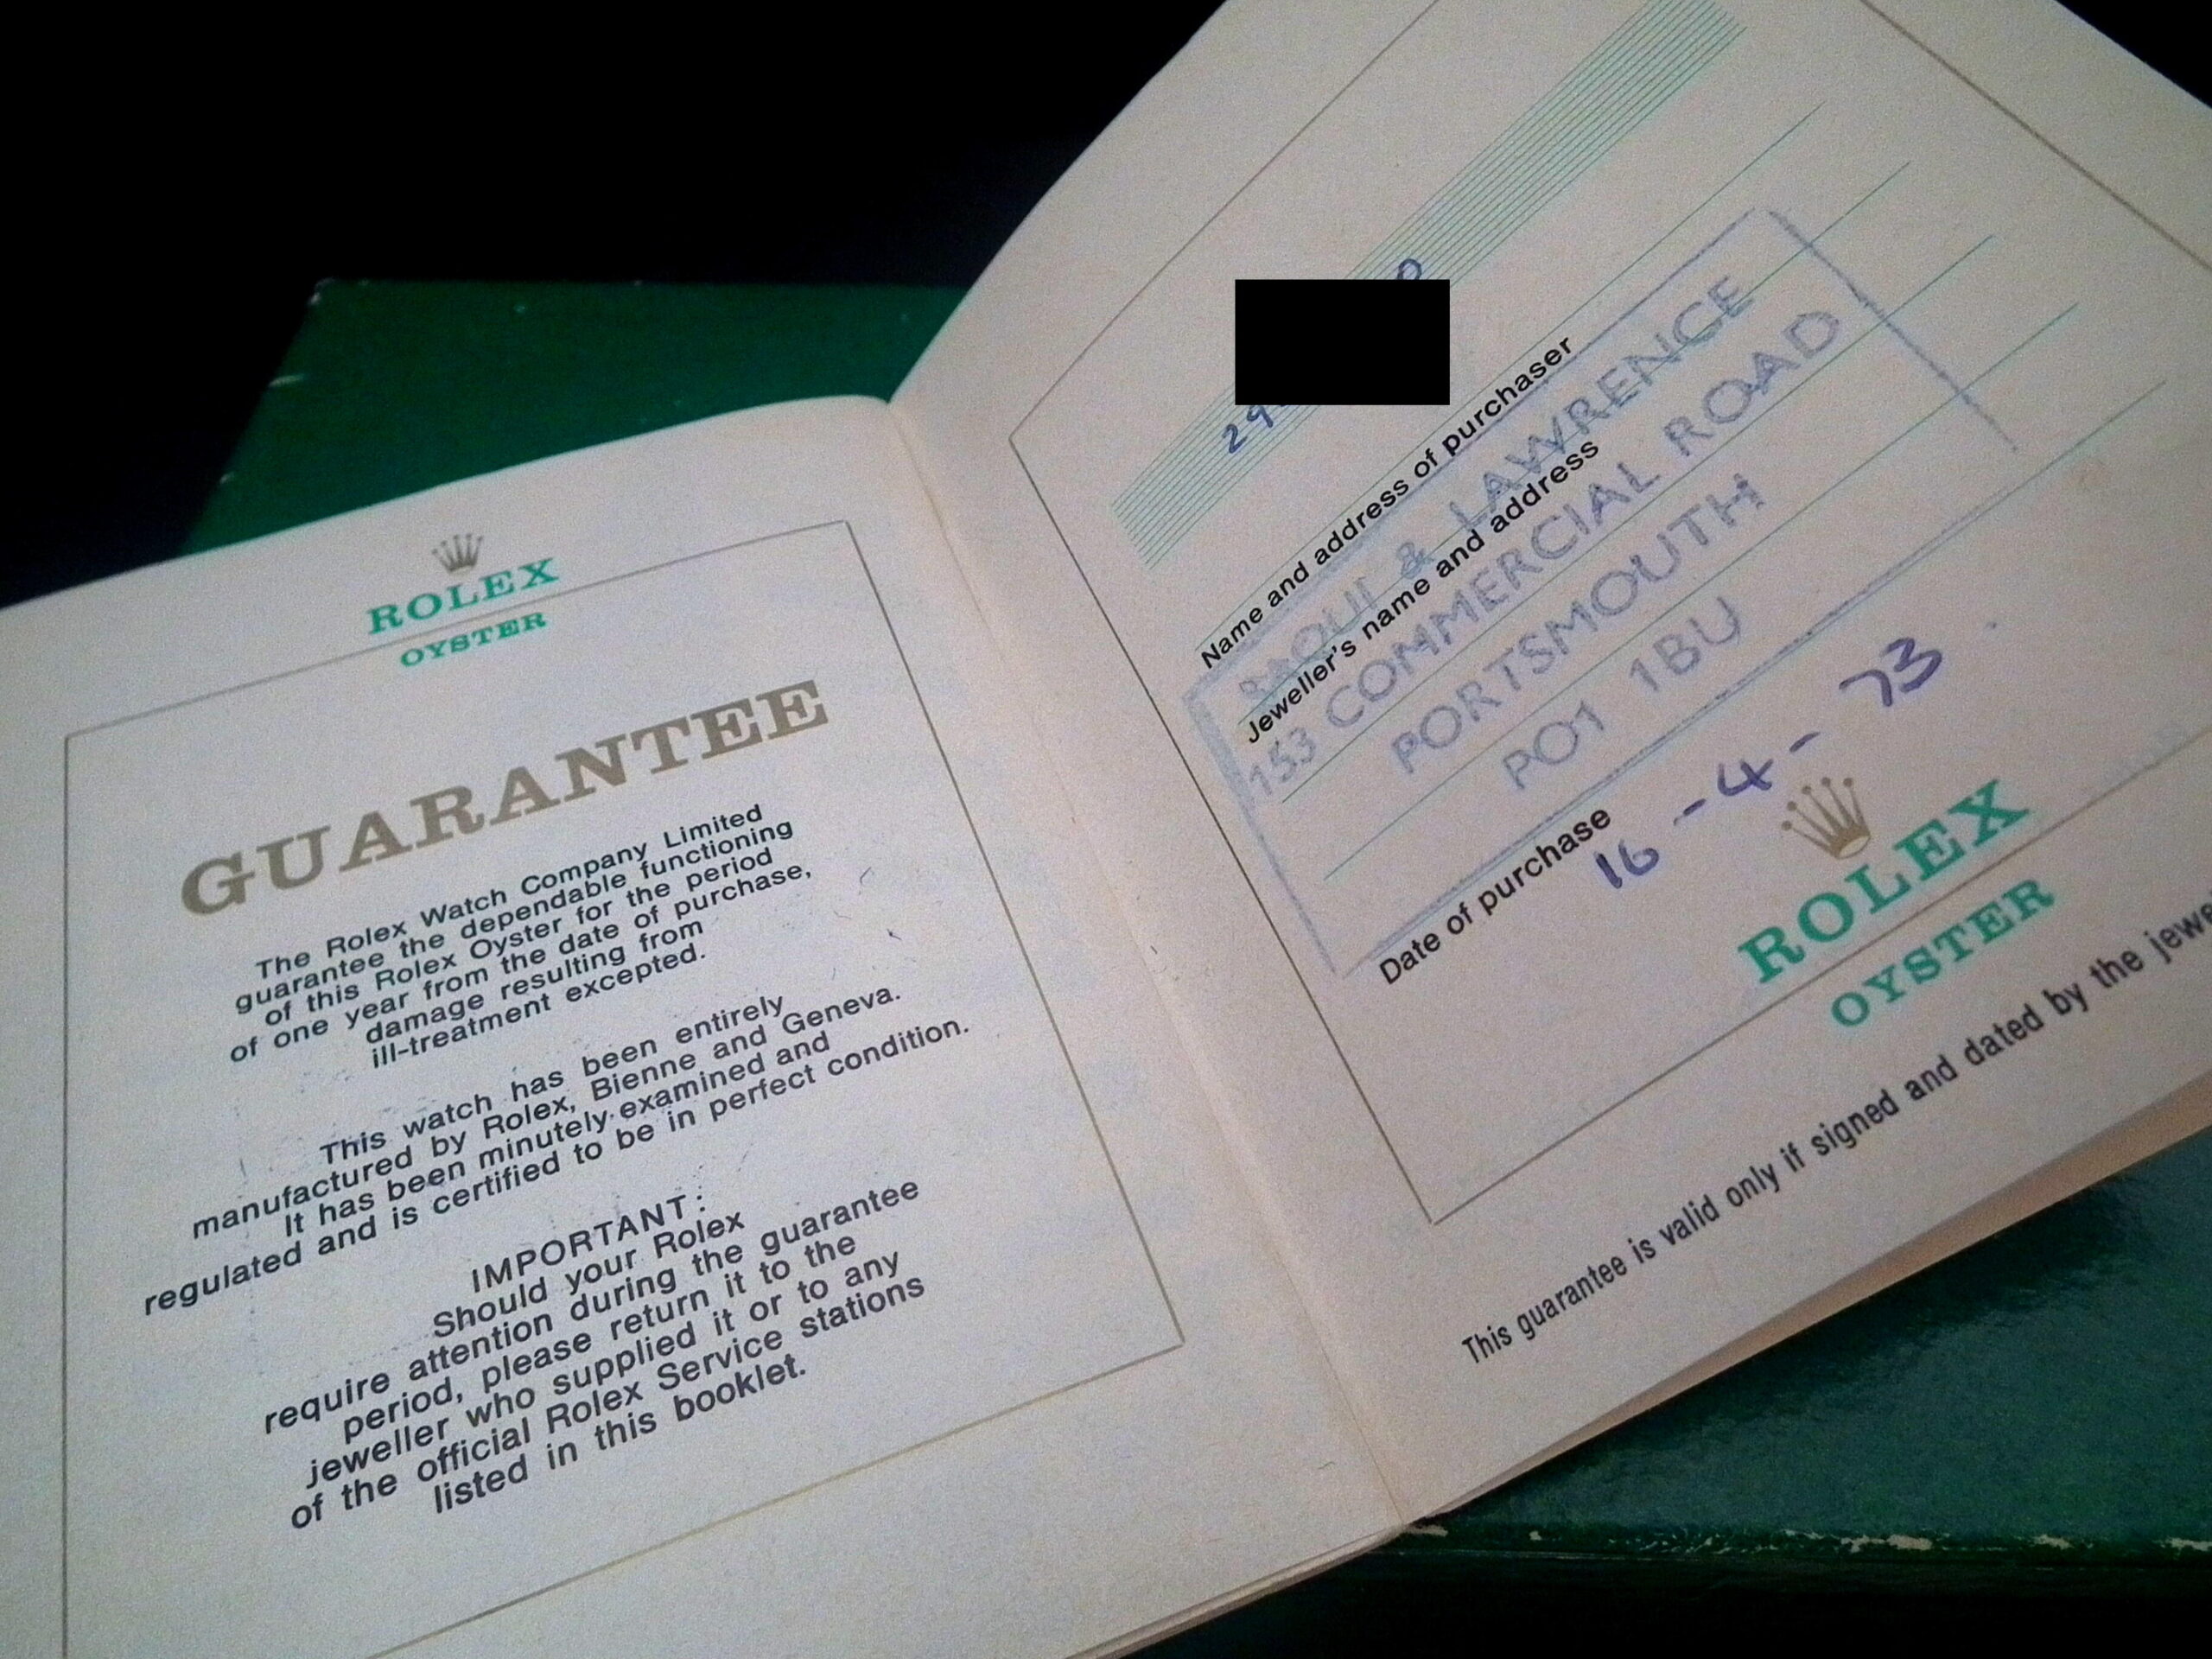 ROLEX
OYSTER
GUARANTEE
The Rolex Watch Company Limited
guarantee the dependable functioning
of this Rolex Oyster for the period
of one year from the date of purchase,
damage resulting from
ill-treatment excepted.
This watch has been entirely
manufactured by Rolex, Bienne and Geneva.
It has been minutely examined and
regulated and is certified to be in perfect condition.
IMPORTANT:
Should your Rolex
require attention during the guarantee
period, please return it to the
jeweller who supplied it or to any
of the official Rolex Service stations
listed in this booklet.
29 0
Name and address of purchaser
RAOUL & LAWRENCE
Jeweller's name and address
153 COMMERCIAL ROAD
PORTSMOUTH
PO1 1BU
Date of purchase 16-4-73
ROLEX
OYSTER
This guarantee is valid only if signed and dated by the